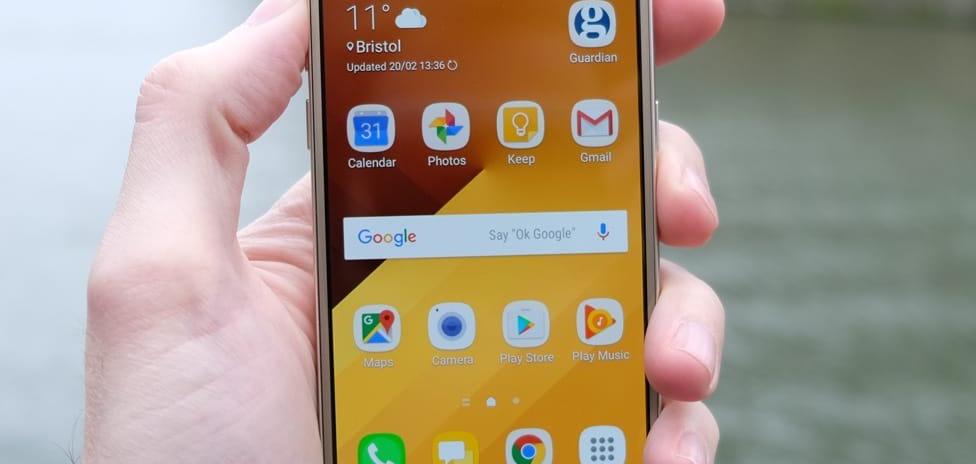 11°
Bristol
Updated 20/02 13:36
g
Guardian
31
Calendar
Photos
Keep
Gmail
Google
Say "Ok Google"
G
Maps
Camera
Play Store
Play Music